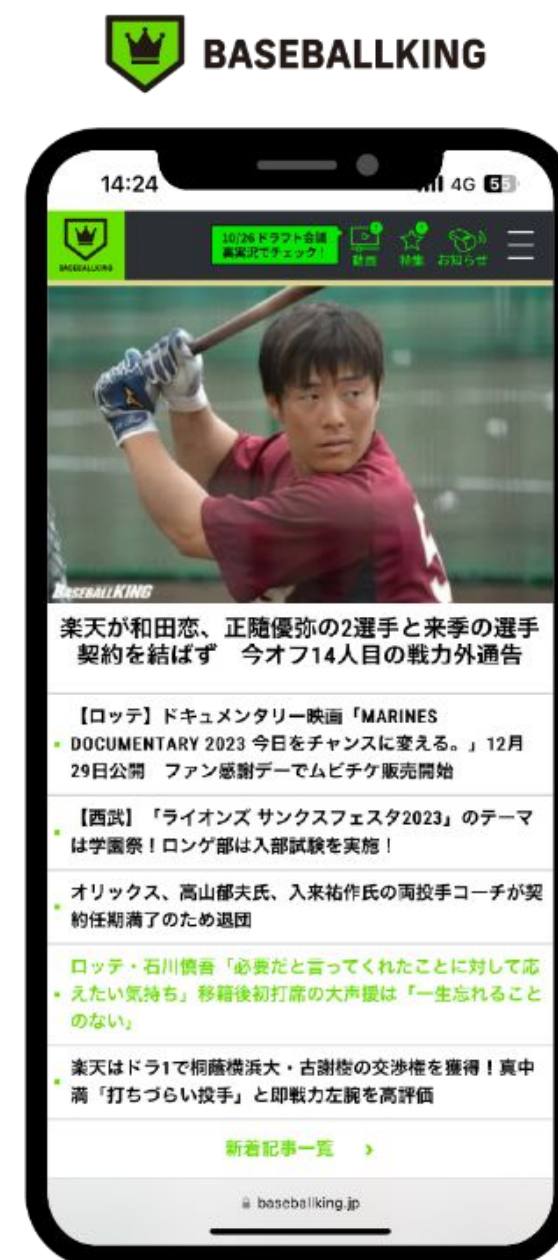 BASEBALLKING
14:24
4G 55
BASEBALLKING
10/26 ドラフト会議
裏実況でチェック!
動画
特集
お知らせ
BASEBALLKING
楽天が和田恋、正隨優弥の2選手と来季の選手
契約を結ばず 今オフ14人目の戦力外通告
【ロッテ】ドキュメンタリー映画「MARINES
DOCUMENTARY 2023 今日をチャンスに変える。」12月
29日公開 ファン感謝デーでムビチケ販売開始
【西武】「ライオンズ サンクスフェスタ2023」のテーマ
は学園祭!ロンゲ部は入部試験を実施!
オリックス、高山郁夫氏、入来祐作氏の両投手コーチが契
約任期満了のため退団
ロッテ・石川慎吾「必要だと言ってくれたことに対して応
えたい気持ち」移籍後初打席の大声援は「一生忘れること
のない」
楽天はドラ1で桐蔭横浜大・古謝樹の交渉権を獲得!真中
満「打ちづらい投手」と即戦力左腕を高評価
新着記事一覧 ›
baseballking.jp